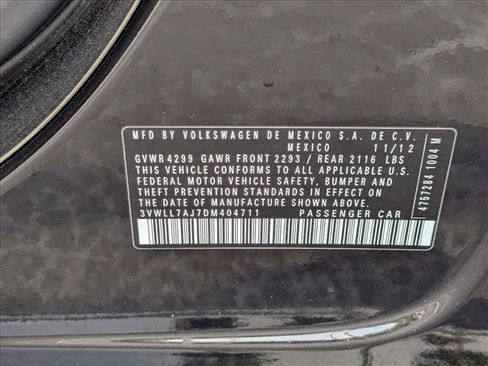 MFD BY VOLKSWAGEN DE MEXICO S.A. DE C.V.
MEXICO 11/12
GVWR 4299 GAWR FRONT 2293 / REAR 2116 LBS
THIS VEHICLE CONFORMS TO ALL APPLICABLE U.S.
FEDERAL MOTOR VEHICLE SAFETY, BUMPER AND
THEFT PREVENTION STANDARDS IN EFFECT ON
THE DATE OF MANUFACTURE SHOWN ABOVE.
3VWLL7AJ7DM404711 PASSENGER CAR
4757284 1004 M